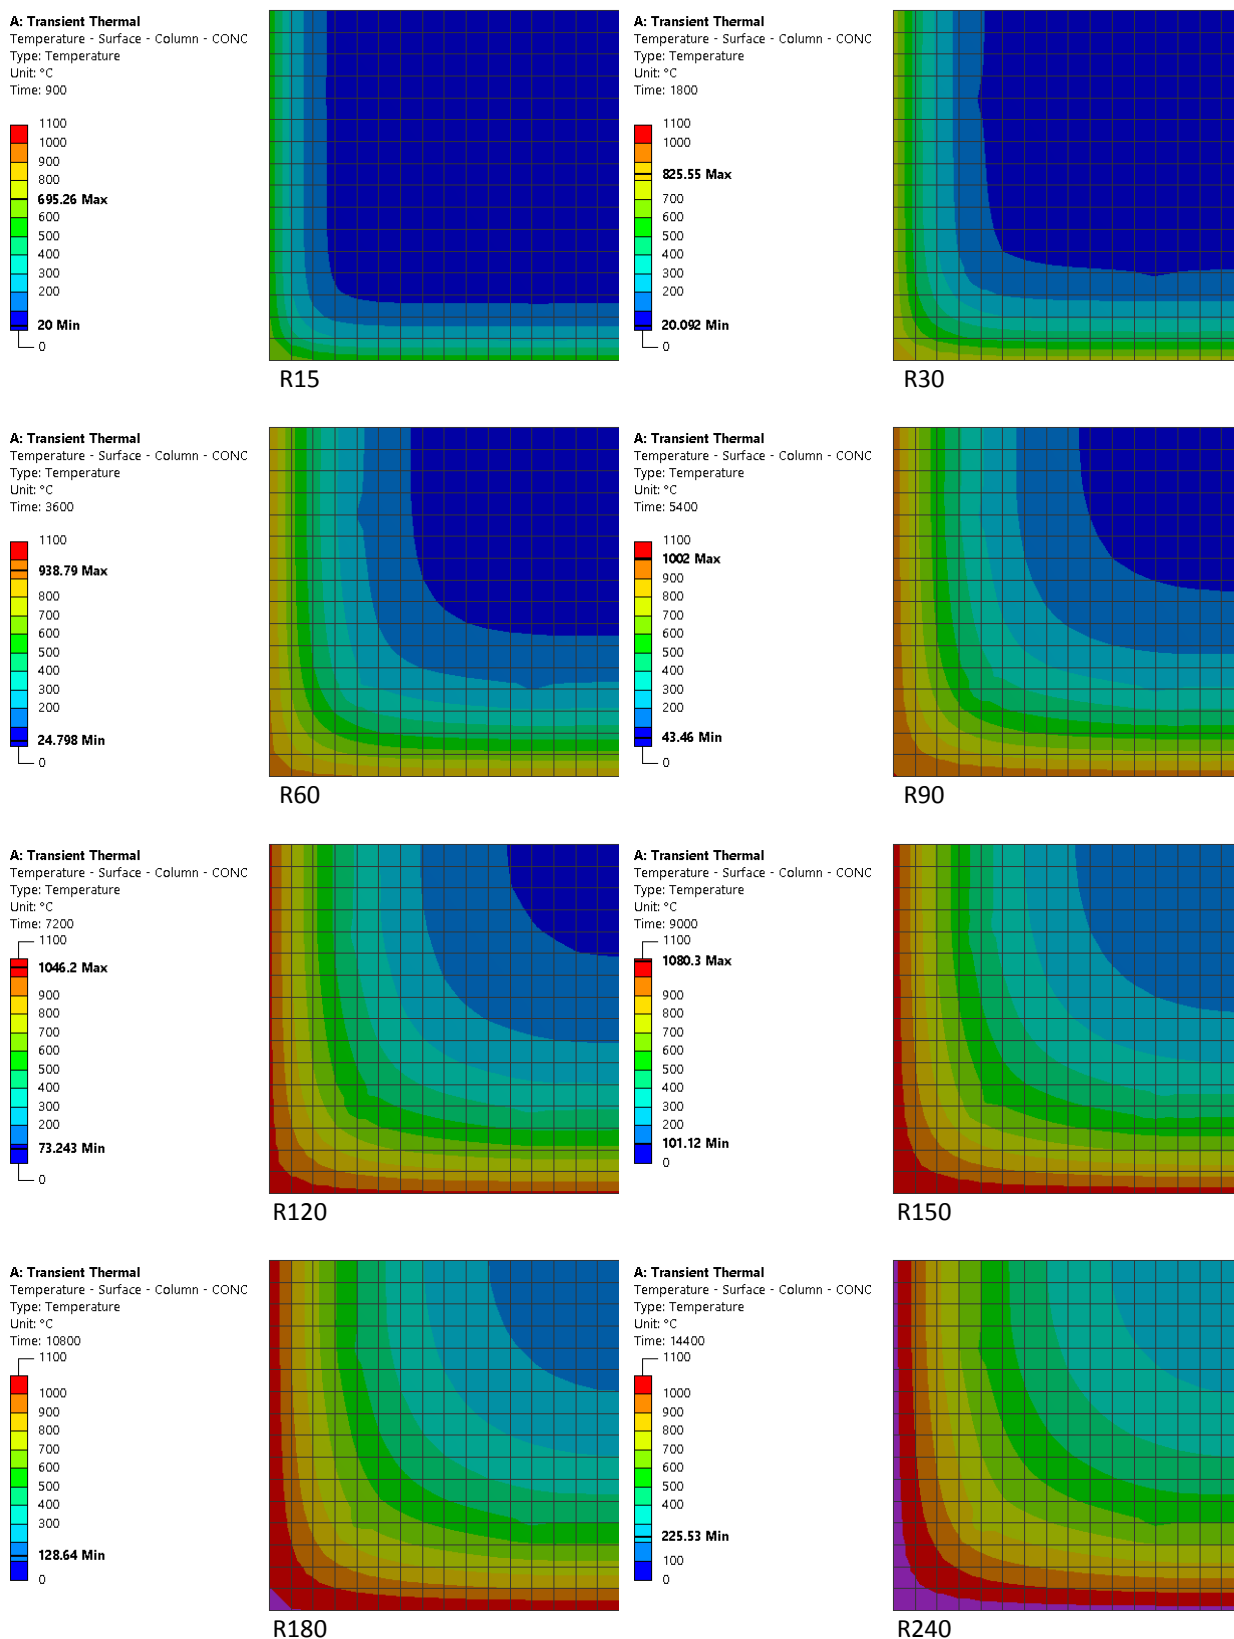 A: Transient Thermal
Temperature - Surface - Column - CONC
Type: Temperature
Unit: °C
Time: 900
1100
1000
900
800
695.26 Max
600
500
400
300
200
20 Min
0
R15
A: Transient Thermal
Temperature - Surface - Column - CONC
Type: Temperature
Unit: °C
Time: 1800
1100
1000
825.55 Max
700
600
500
400
300
200
20.092 Min
0
R30
A: Transient Thermal
Temperature - Surface - Column - CONC
Type: Temperature
Unit: °C
Time: 3600
1100
938.79 Max
800
700
600
500
400
300
200
24.798 Min
0
R60
A: Transient Thermal
Temperature - Surface - Column - CONC
Type: Temperature
Unit: °C
Time: 5400
1100
1002 Max
900
800
700
600
500
400
300
200
43.46 Min
0
R90
A: Transient Thermal
Temperature - Surface - Column - CONC
Type: Temperature
Unit: °C
Time: 7200
1100
1046.2 Max
900
800
700
600
500
400
300
200
73.243 Min
0
R120
A: Transient Thermal
Temperature - Surface - Column - CONC
Type: Temperature
Unit: °C
Time: 9000
1100
1080.3 Max
900
800
700
600
500
400
300
200
101.12 Min
0
R150
A: Transient Thermal
Temperature - Surface - Column - CONC
Type: Temperature
Unit: °C
Time: 10800
1100
1000
900
800
700
600
500
400
300
128.64 Min
0
R180
A: Transient Thermal
Temperature - Surface - Column - CONC
Type: Temperature
Unit: °C
Time: 14400
1100
1000
900
800
700
600
500
400
225.53 Min
100
0
R240